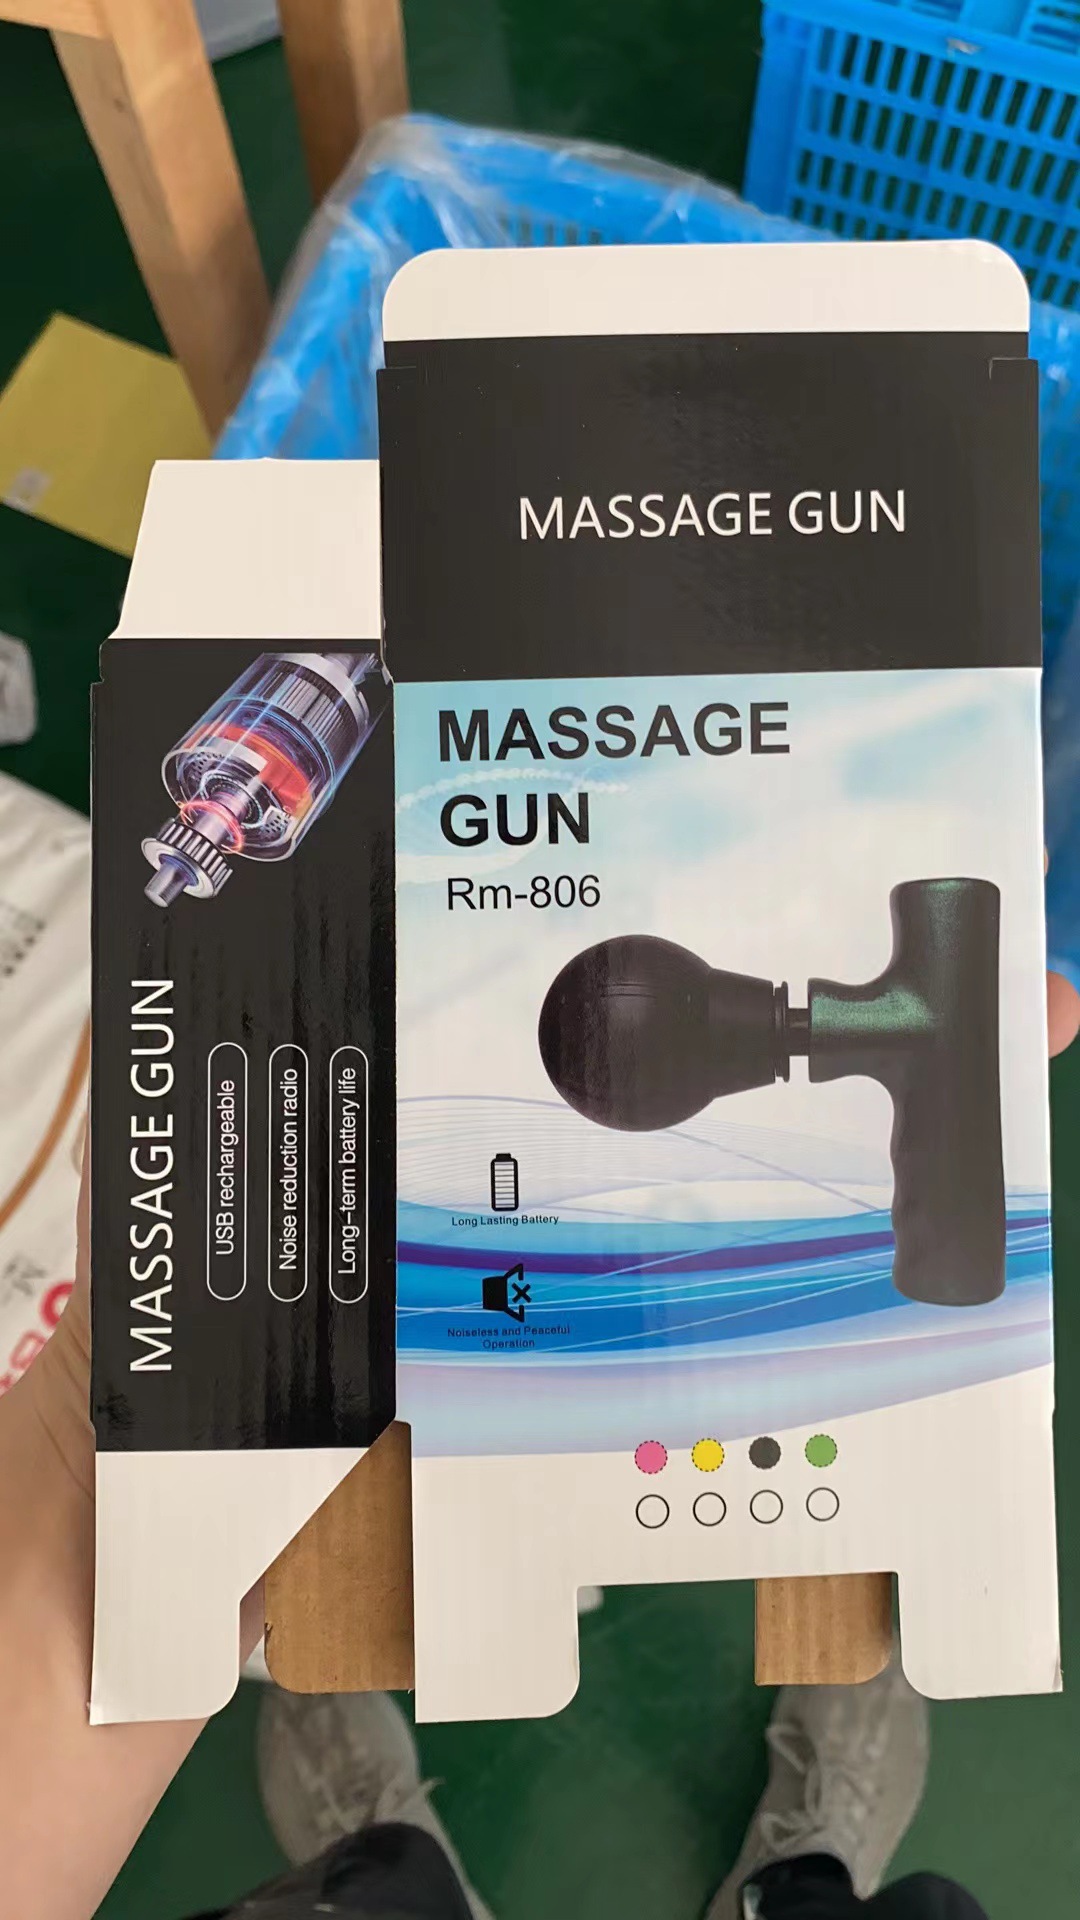 MASSAGE GUN
MASSAGE
GUN
Rm-806
Long Lasting Battery
Noiseless and Peaceful
Operation
MASSAGE GUN
USB rechargeable
Noise reduction radio
Long-term battery life